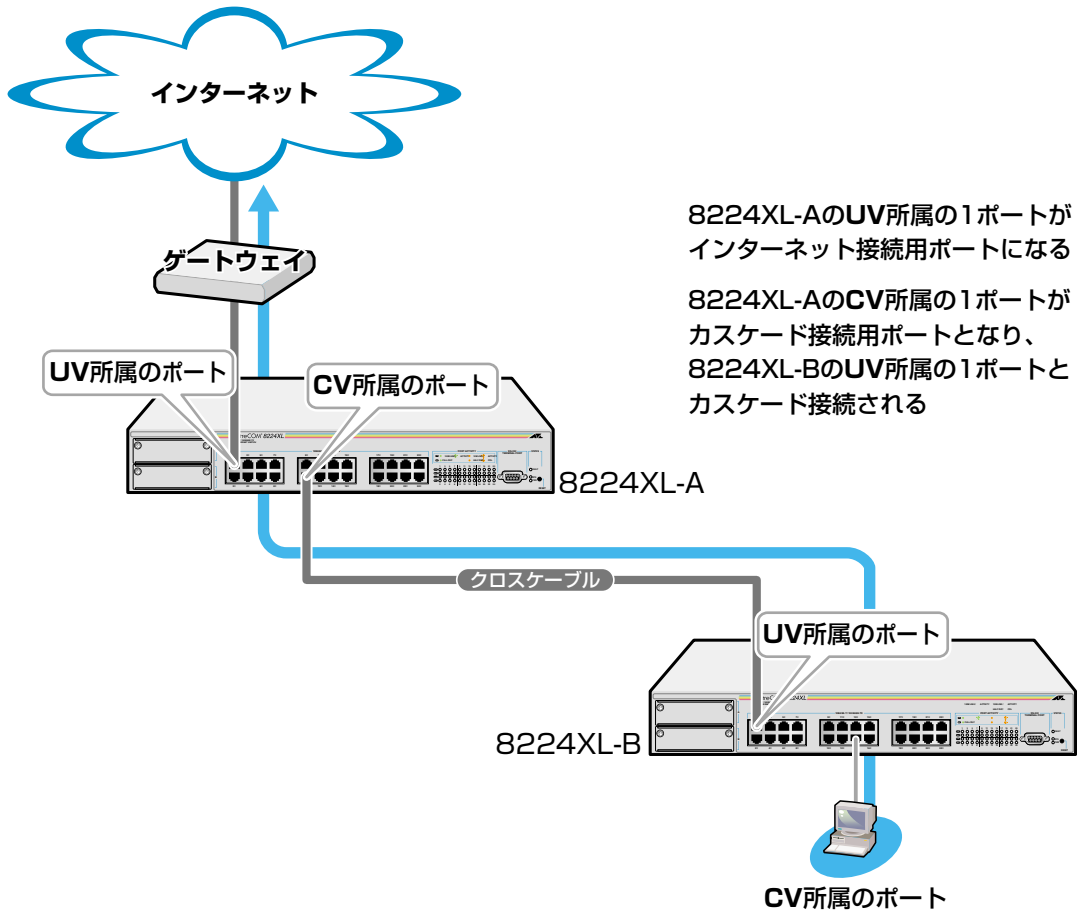 インターネット
8224XL-AのUV所属の1ポートが
インターネット接続用ポートになる
8224XL-AのCV所属の1ポートが
カスケード接続用ポートとなり、
8224XL-BのUV所属の1ポートと
カスケード接続される
ゲートウェイ
UV所属のポート
CV所属のポート
8224XL
8224XL-A
クロスケーブル
UV所属のポート
8224XL-B
CV所属のポート